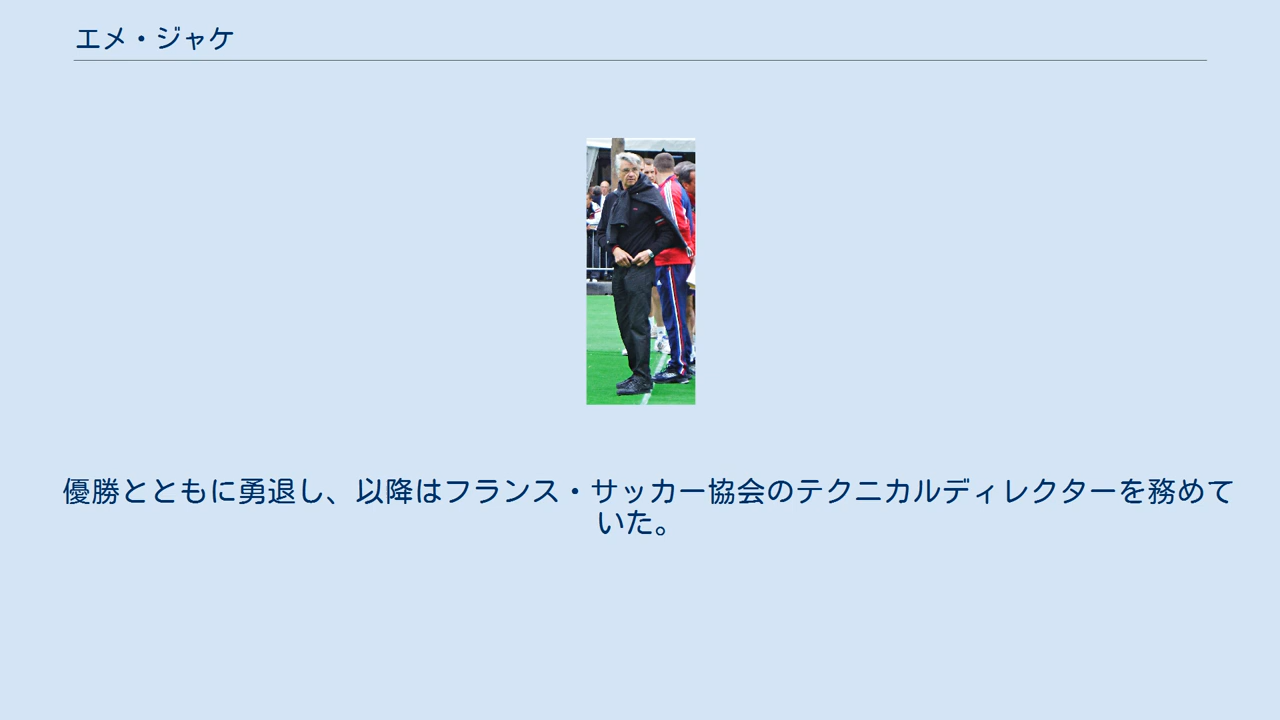 エメ・ジャケ
優勝とともに勇退し、以降はフランス・サッカー協会のテクニカルディレクターを務めて
いた。